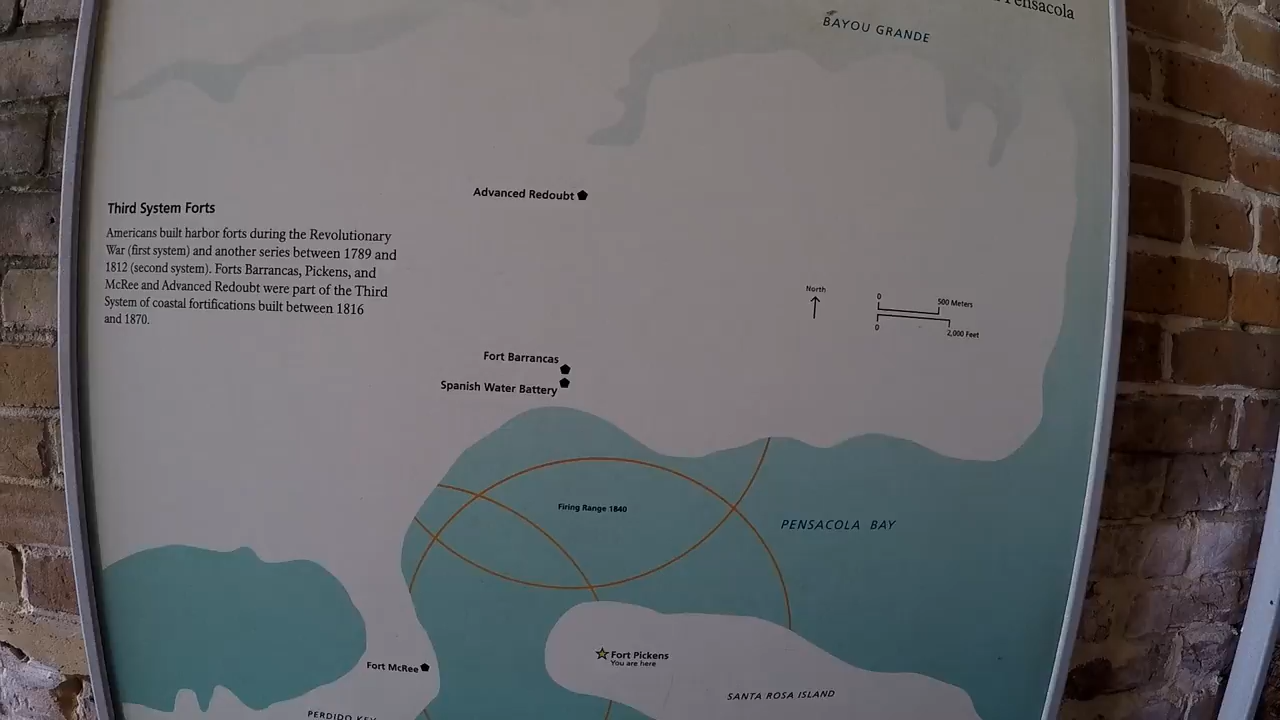 Pensacola
BAYOU GRANDE
Advanced Redoubt
Third System Forts
Americans built harbor forts during the Revolutionary
War (first system) and another series between 1789 and
1812 (second system). Forts Barrancas, Pickens, and
McRee and Advanced Redoubt were part of the Third
System of coastal fortifications built between 1816
and 1870.
North
0
500 Meters
0
2,000 Feet
Fort Barrancas
Spanish Water Battery
Firing Range 1840
PENSACOLA BAY
Fort McRee
Fort Pickens
You are here
SANTA ROSA ISLAND
PERDIDO KEY